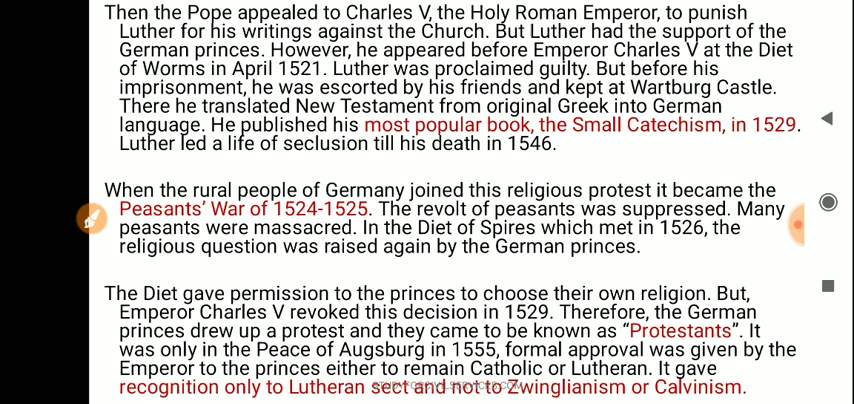 Then the Pope appealed to Charles V, the Holy Roman Emperor, to punish
Luther for his writings against the Church. But Luther had the support of the
German princes. However, he appeared before Emperor Charles V at the Diet
of Worms in April 1521. Luther was proclaimed guilty. But before his
imprisonment, he was escorted by his friends and kept at Wartburg Castle.
There he translated New Testament from original Greek into German
language. He published his most popular book, the Small Catechism, in 1529.
Luther led a life of seclusion till his death in 1546.
When the rural people of Germany joined this religious protest it became the
Peasants' War of 1524-1525. The revolt of peasants was suppressed. Many
peasants were massacred. In the Diet of Spires which met in 1526, the
religious question was raised again by the German princes.
The Diet gave permission to the princes to choose their own religion. But,
Emperor Charles V revoked this decision in 1529. Therefore, the German
princes drew up a protest and they came to be known as “Protestants”. It
was only in the Peace of Augsburg in 1555, formal approval was given by the
Emperor to the princes either to remain Catholic or Lutheran. It gave
recognition only to Lutheran sect and not to Zwinglianism or Calvinism.